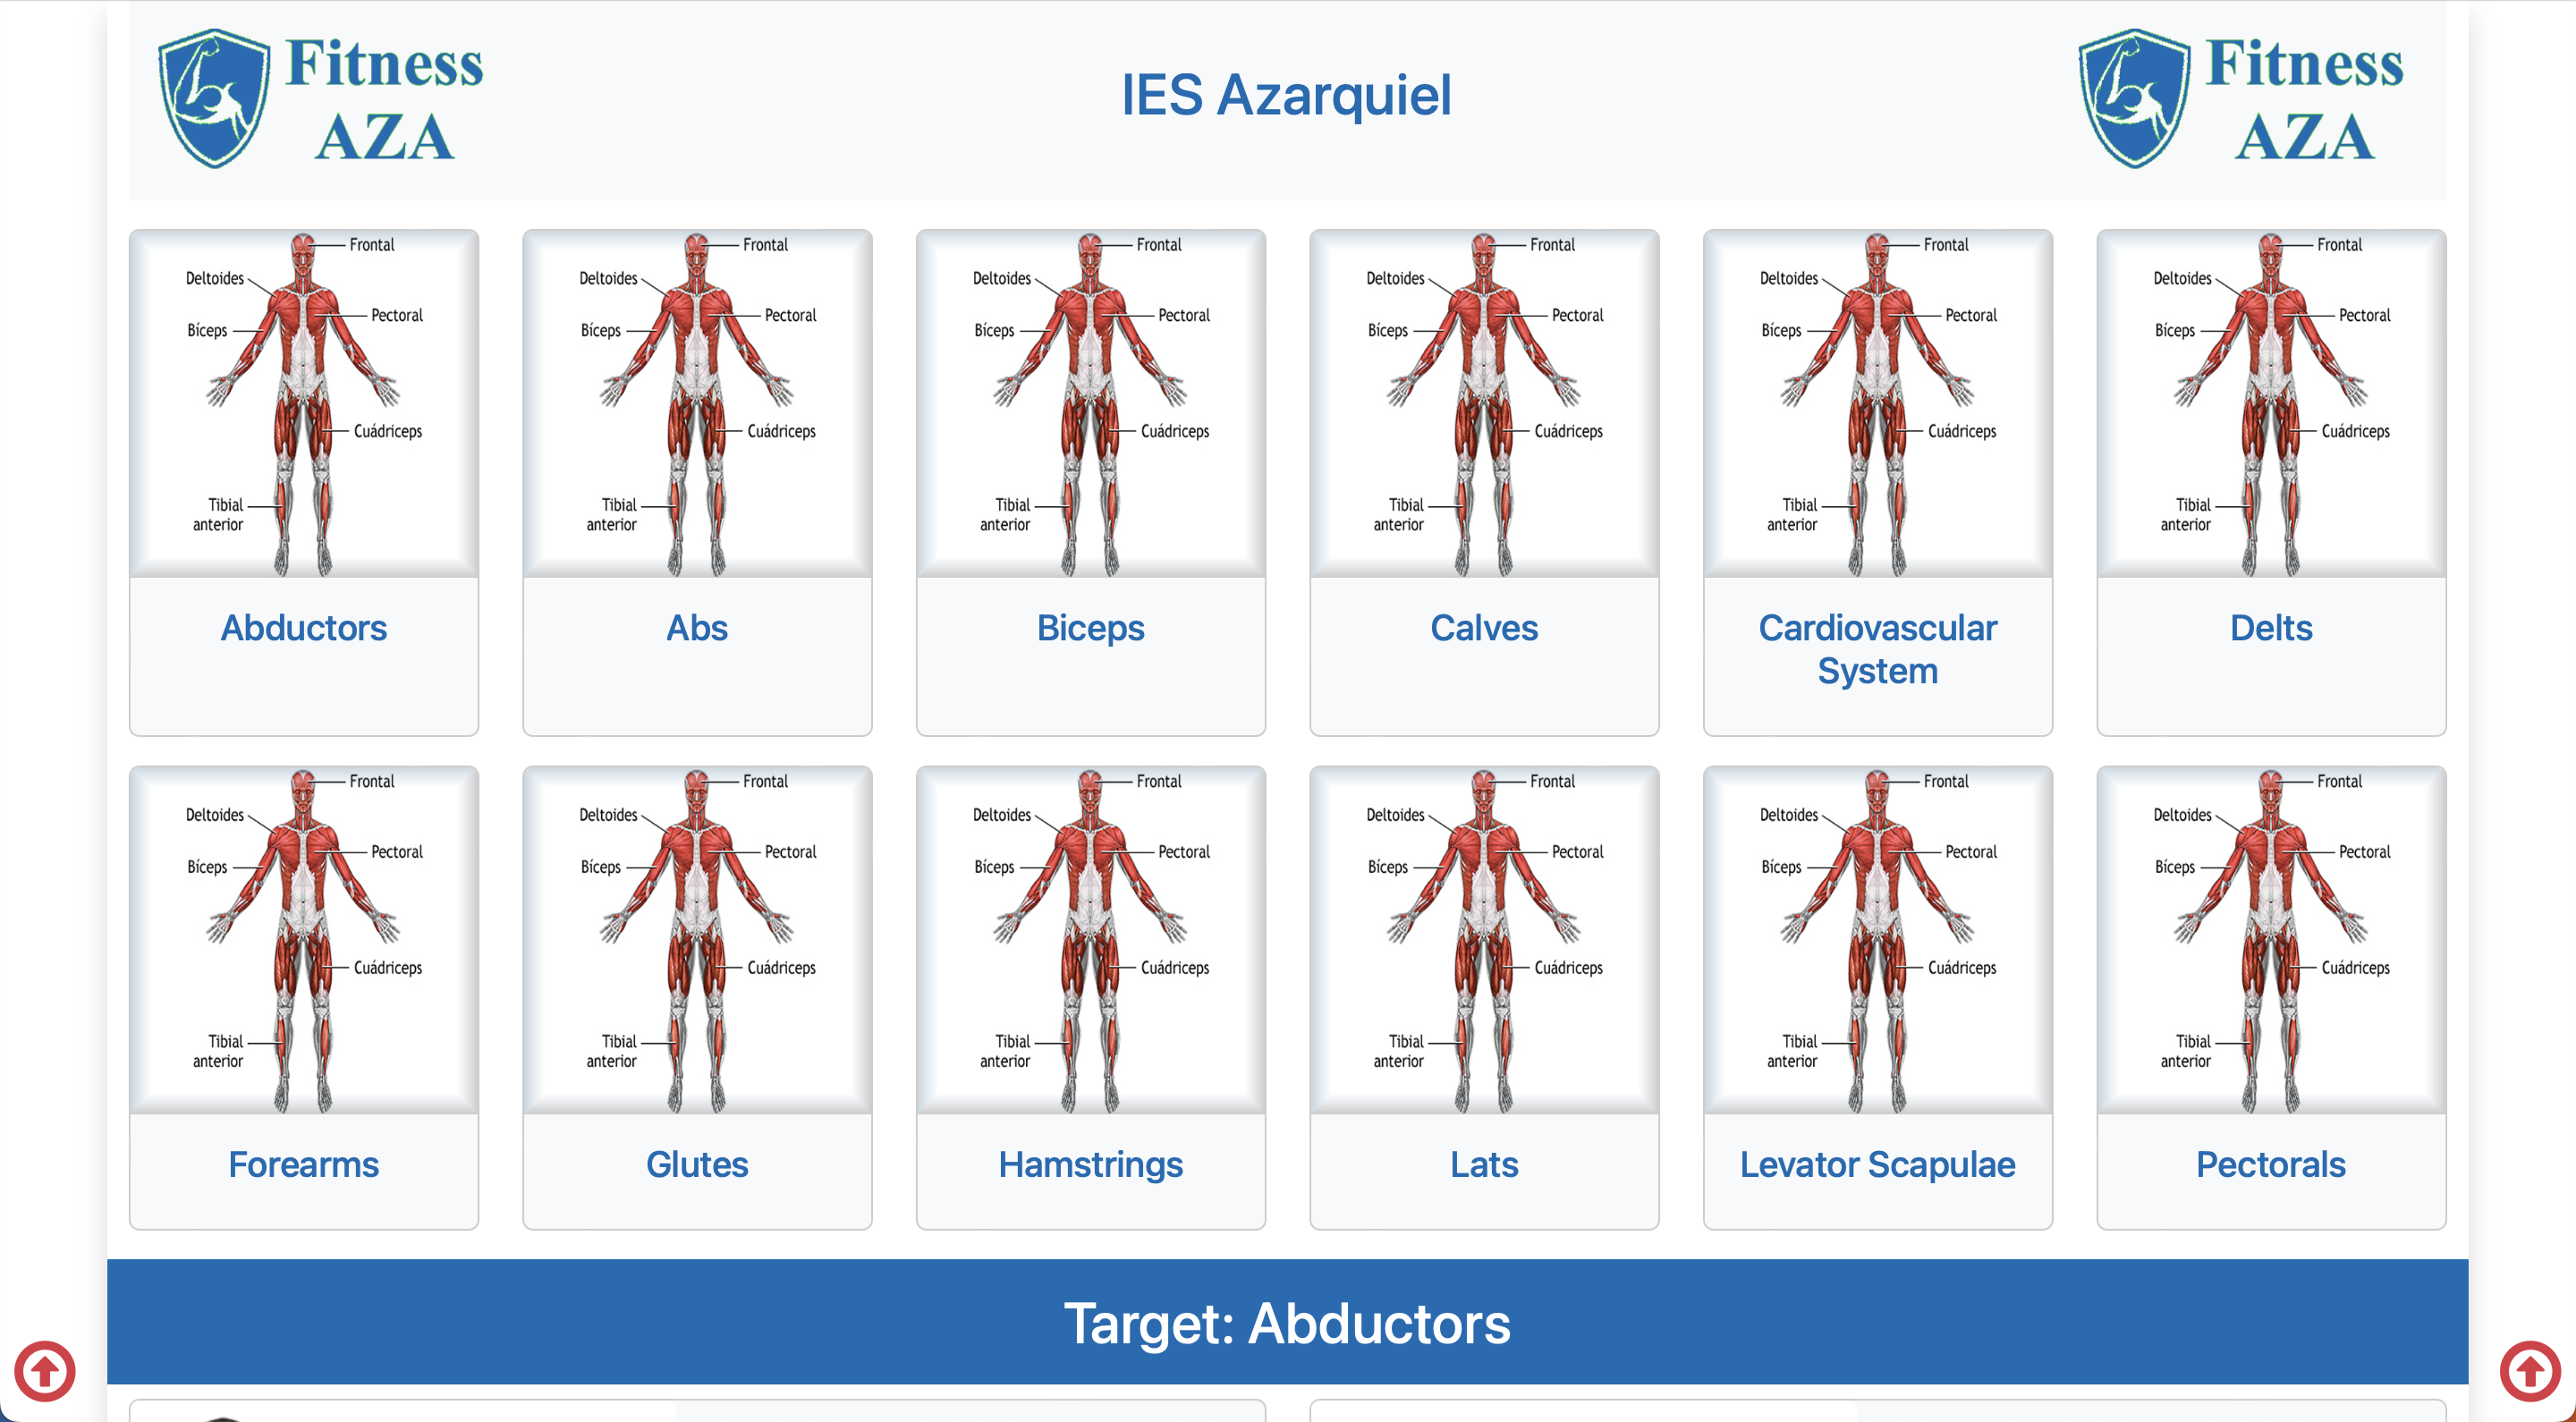 Fitness
AZA
IES Azarquiel
Fitness
AZA
Frontal
Deltoides
Pectoral
Bíceps
Cuádriceps
Tibial
anterior
Abductors
Frontal
Deltoides
Pectoral
Bíceps
Cuádriceps
Tibial
anterior
Abs
Frontal
Deltoides
Pectoral
Bíceps
Cuádriceps
Tibial
anterior
Biceps
Frontal
Deltoides
Pectoral
Bíceps
Cuádriceps
Tibial
anterior
Calves
Frontal
Deltoides
Pectoral
Bíceps
Cuádriceps
Tibial
anterior
Cardiovascular
System
Frontal
Deltoides
Pectoral
Bíceps
Cuádriceps
Tibial
anterior
Delts
Frontal
Deltoides
Pectoral
Bíceps
Cuádriceps
Tibial
anterior
Forearms
Frontal
Deltoides
Pectoral
Bíceps
Cuádriceps
Tibial
anterior
Glutes
Frontal
Deltoides
Pectoral
Bíceps
Cuádriceps
Tibial
anterior
Hamstrings
Frontal
Deltoides
Pectoral
Bíceps
Cuádriceps
Tibial
anterior
Lats
Frontal
Deltoides
Pectoral
Bíceps
Cuádriceps
Tibial
anterior
Levator Scapulae
Frontal
Deltoides
Pectoral
Bíceps
Cuádriceps
Tibial
anterior
Pectorals
Target: Abductors